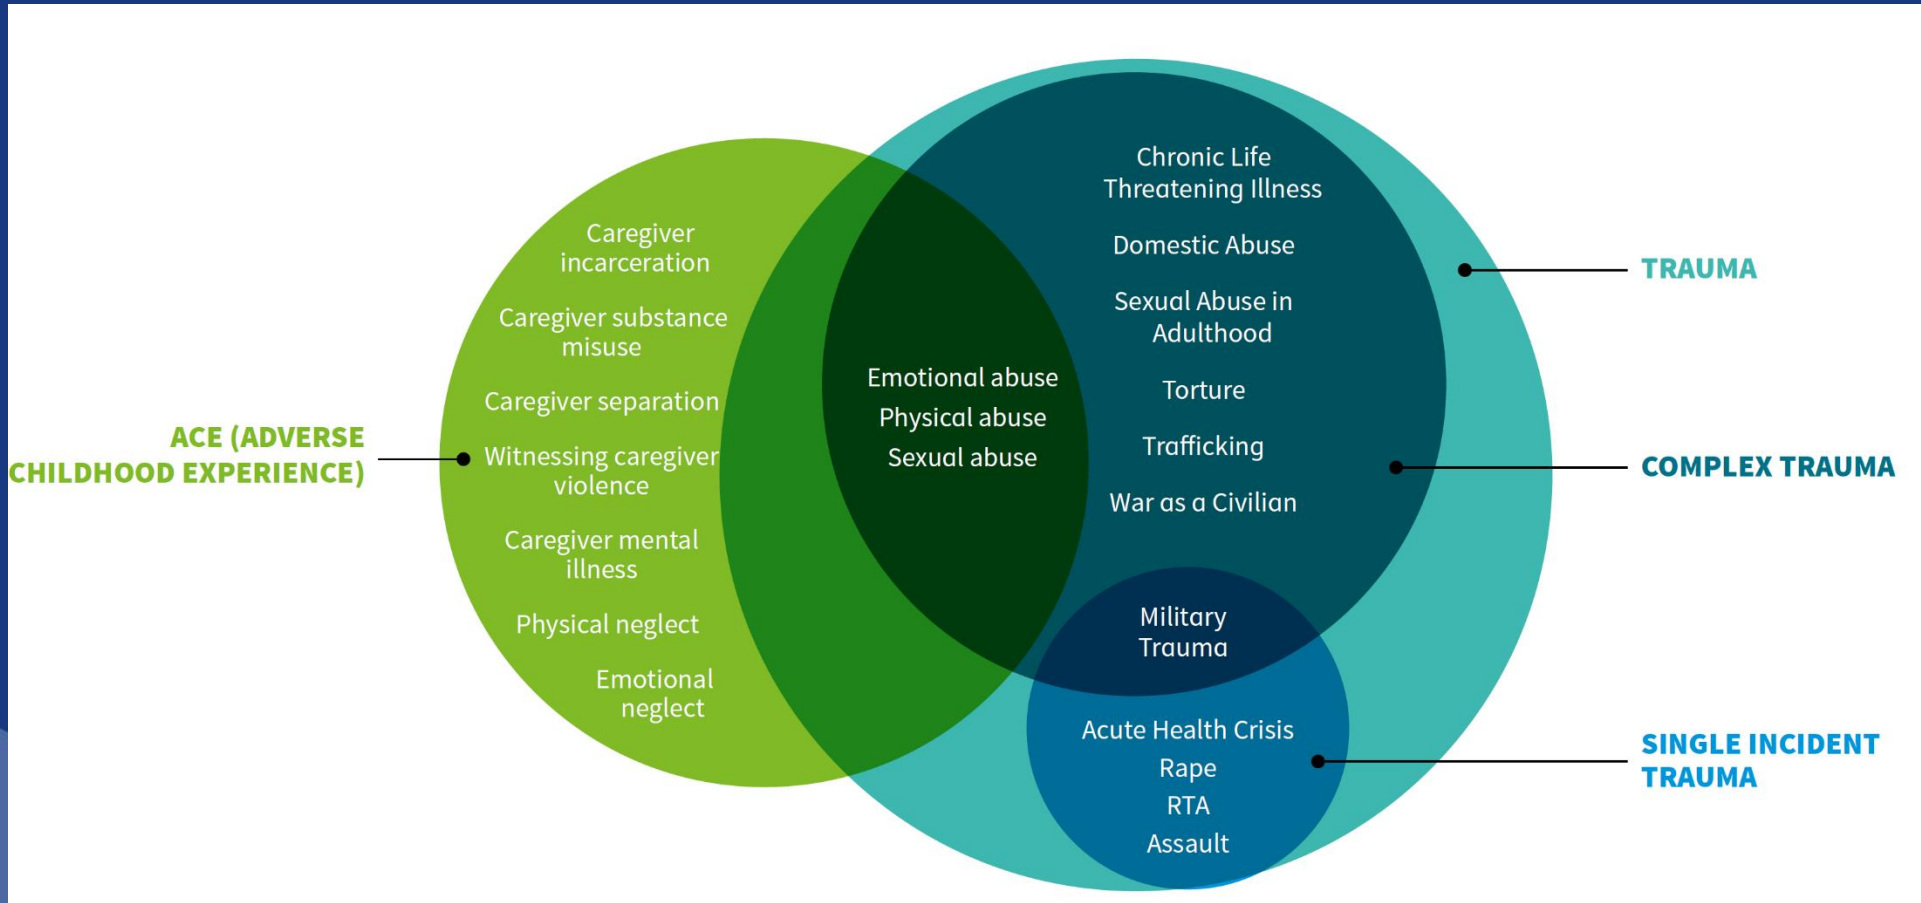 ACE (ADVERSE
CHILDHOOD EXPERIENCE)
Caregiver
incarceration
Caregiver substance
misuse
Caregiver separation
Witnessing caregiver
violence
Caregiver mental
illness
Physical neglect
Emotional
neglect
Emotional abuse
Physical abuse
Sexual abuse
Chronic Life
Threatening Illness
Domestic Abuse
Sexual Abuse in
Adulthood
Torture
Trafficking
War as a Civilian
Military
Trauma
Acute Health Crisis
Rape
RTA
Assault
TRAUMA
COMPLEX TRAUMA
SINGLE INCIDENT
TRAUMA